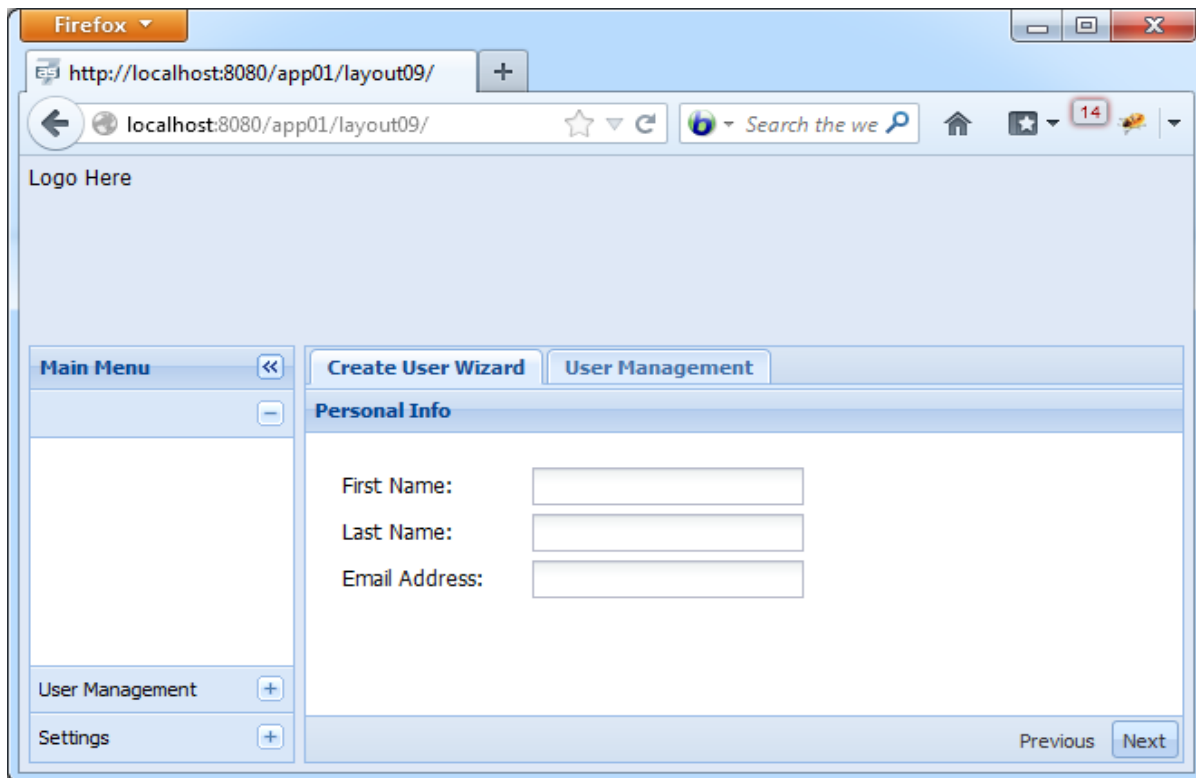 Firefox
http://localhost:8080/app01/layout09/
localhost:8080/app01/layout09/
Search the we
14
Logo Here
Main Menu
Create User Wizard
User Management
Personal Info
First Name:
Last Name:
Email Address:
User Management
Settings
Previous
Next